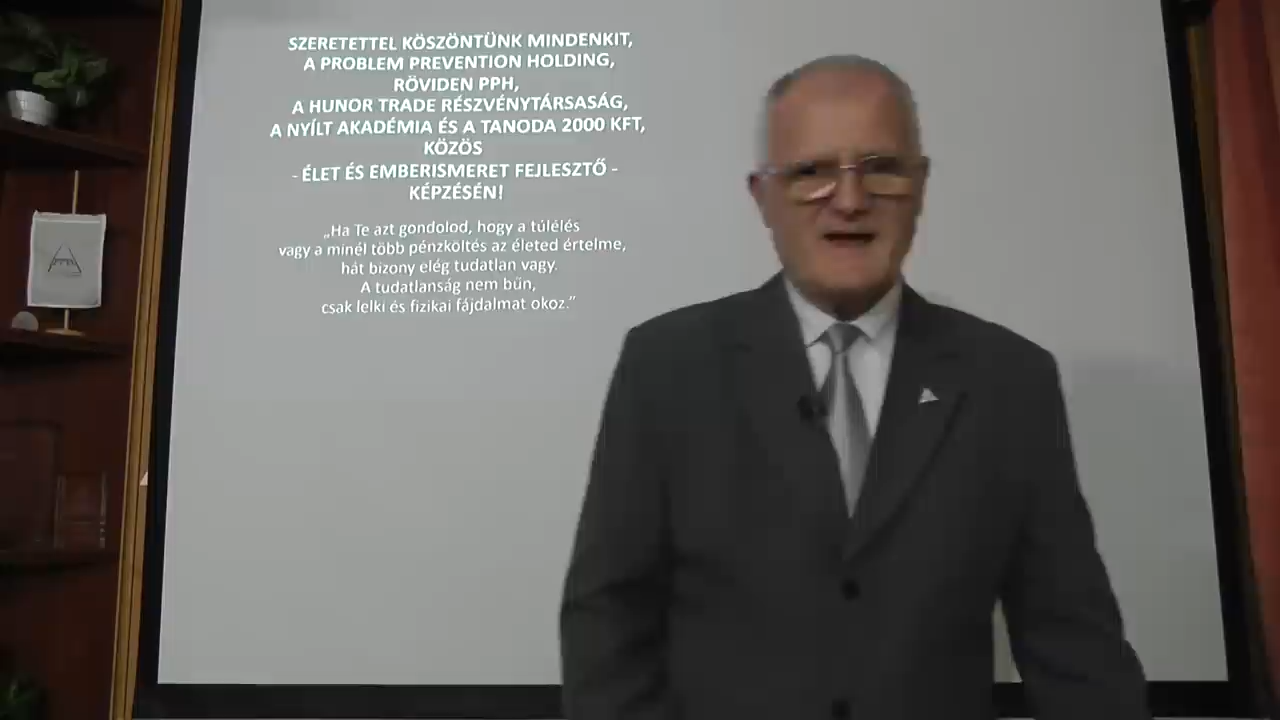 SZERETETTEL KÖSZÖNTÜNK MINDENKIT,
A PROBLEM PREVENTION HOLDING,
RÖVIDEN PPH,
A HUNOR TRADE RÉSZVÉNYTÁRSASÁG,
A NYÍLT AKADÉMIA ÉS A TANODA 2000 KFT,
KÖZÖS
- ÉLET ÉS EMBERISMERET FEJLESZTŐ -
KÉPZÉSÉN!
„Ha Te azt gondolod, hogy a túlélés
vagy a minél több pénzköltés az életed értelme,
hát bizony elég tudatlan vagy.
A tudatlanság nem bűn,
csak lelki és fizikai fájdalmat okoz.”